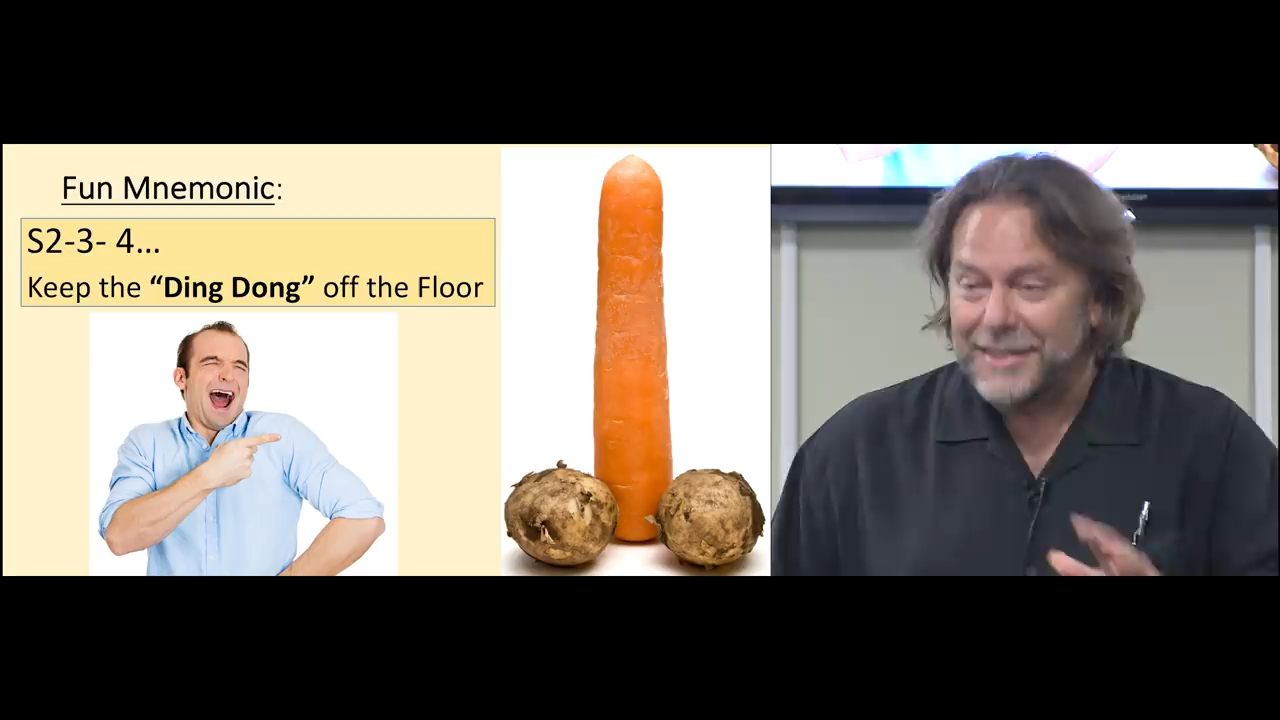 Fun Mnemonic:
S2-3- 4...
Keep the “Ding Dong” off the Floor